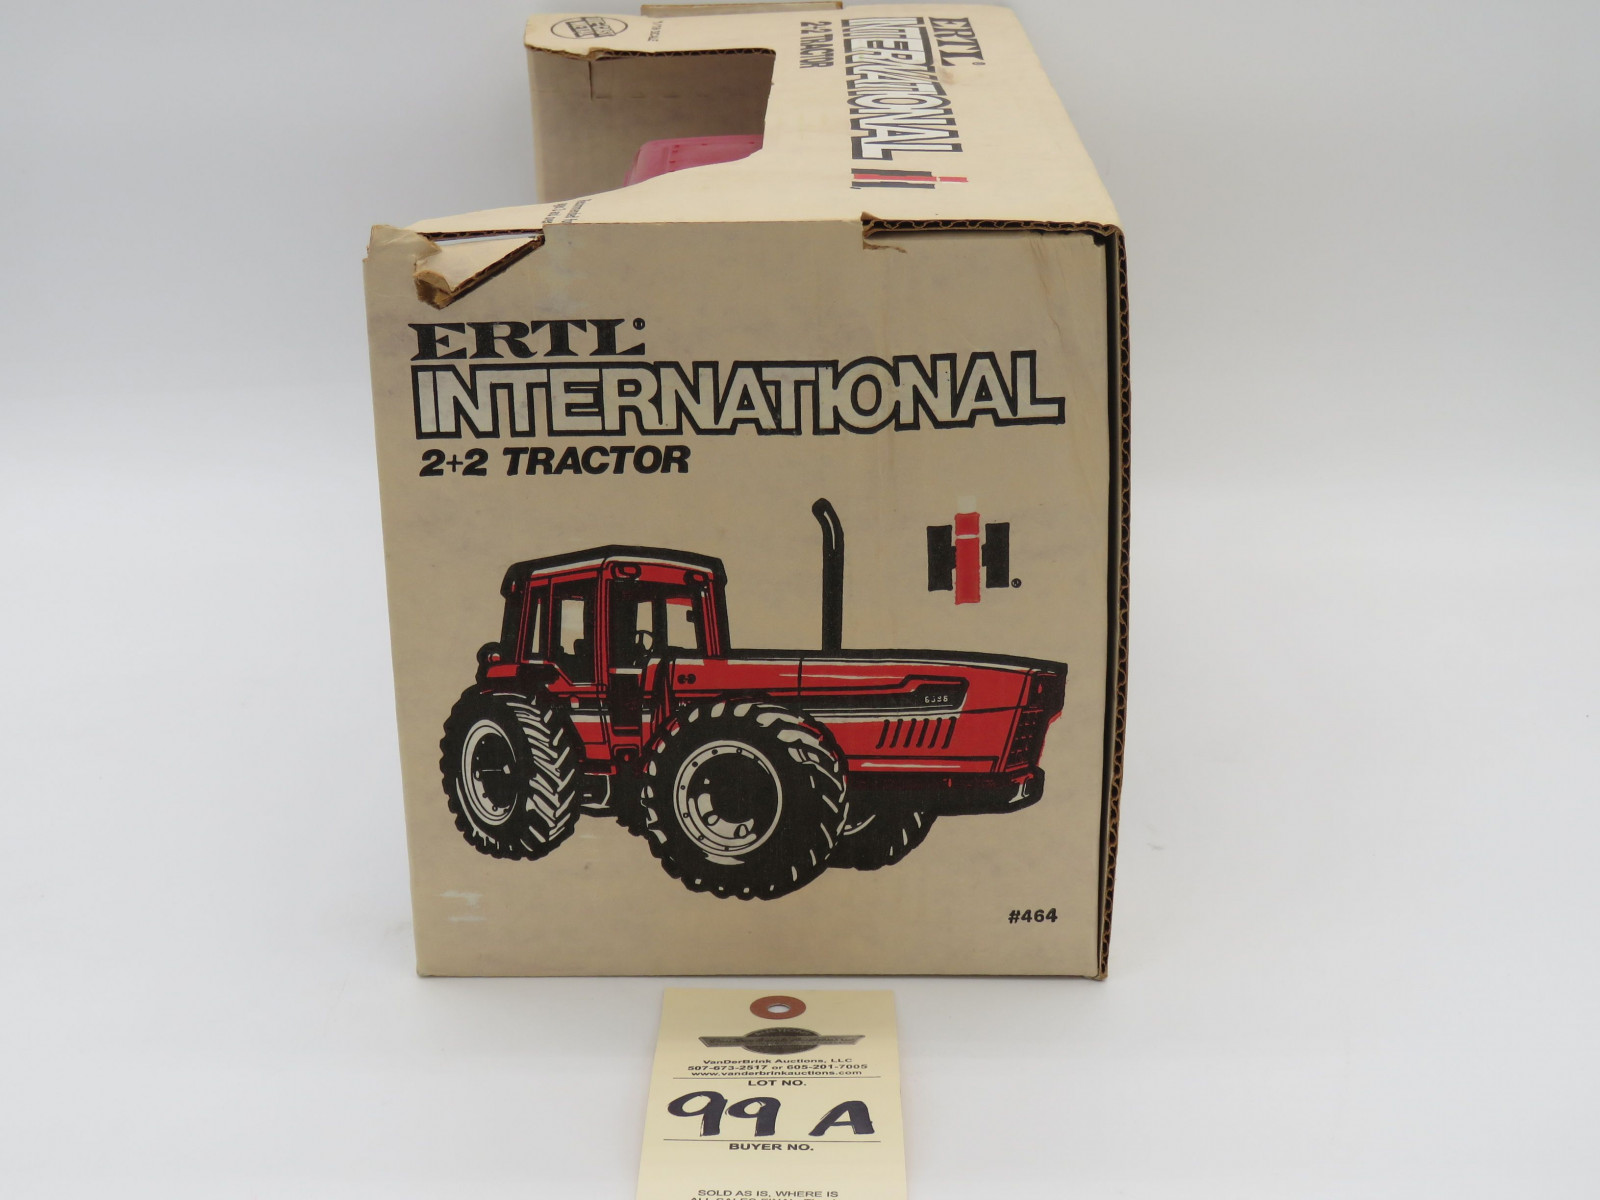 ERTL
INTERNATIONAL
2+2 TRACTOR
ERTL®
INTERNATIONAL
2+2 TRACTOR
IH®
#464
VanDerBrink Auctions, LLC
507-673-2517 or 605-201-7005
www.vanderbrinkauctions.com
LOT NO.
99 A
BUYER NO.
SOLD AS IS, WHERE IS